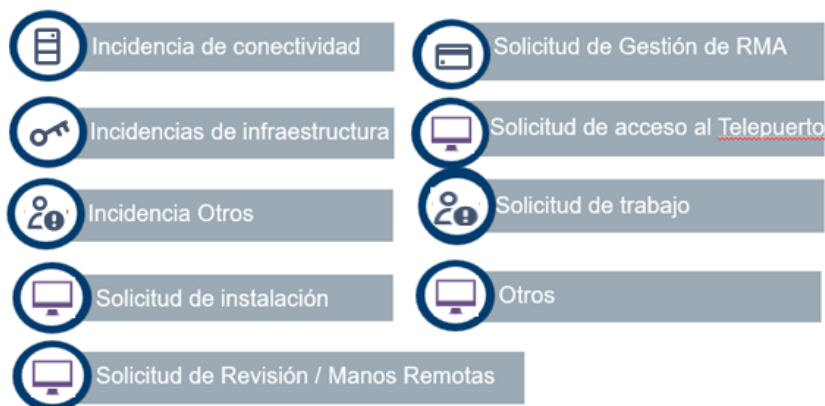 Incidencia de conectividad
Incidencias de infraestructura
Incidencia Otros
Solicitud de instalación
Solicitud de Revisión / Manos Remotas
Solicitud de Gestión de RMA
Solicitud de acceso al Telepuerto
Solicitud de trabajo
Otros